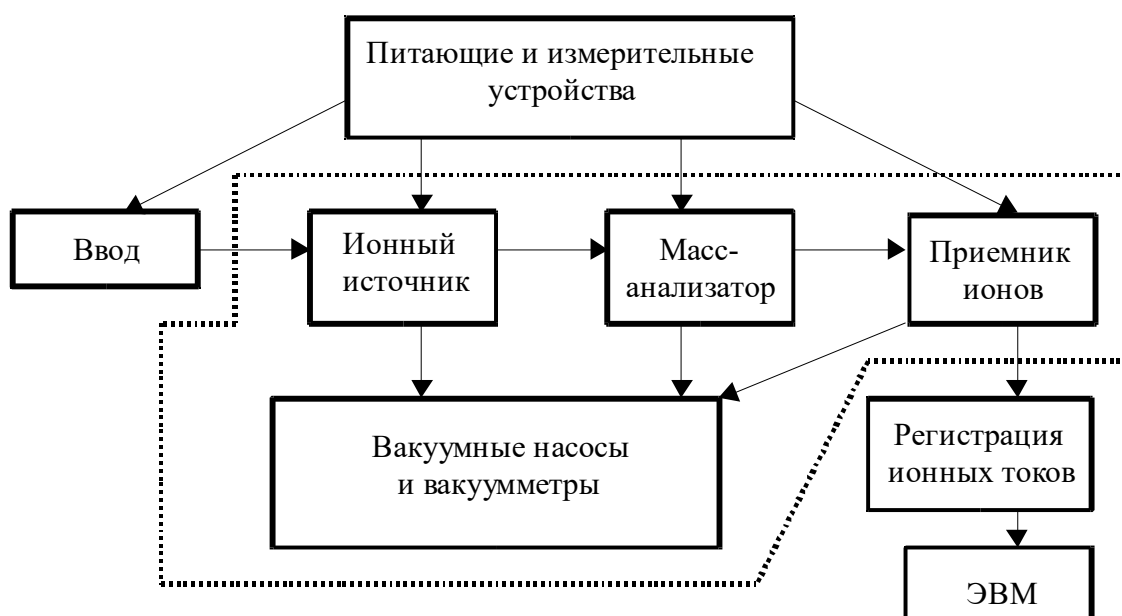 Питающие и измерительные
устройства
Ввод
Ионный
источник
Масс-
анализатор
Приемник
ионов
Вакуумные насосы
и вакуумметры
Регистрация
ионных токов
ЭВМ